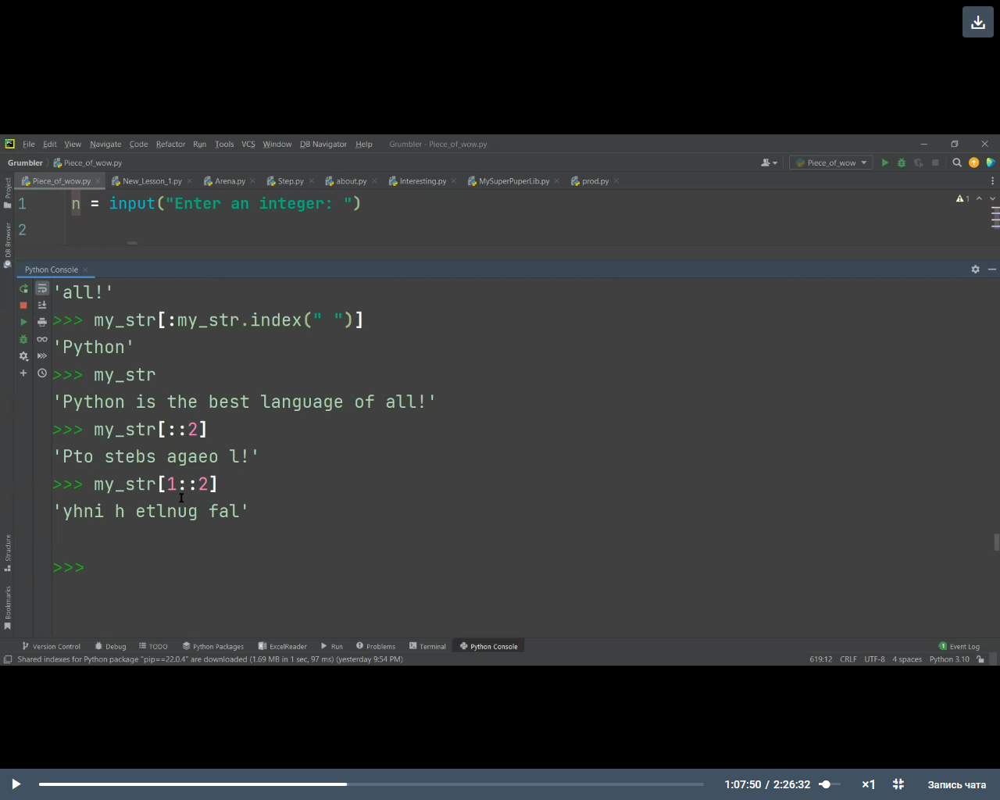 File Edit View Navigate Code Refactor Run Tools VCS Window DB Navigator Help Grumbler - Piece_of_wow.py
Grumbler Piece_of_wow.py Piece_of_wow
Piece_of_wow.py New_Lesson_1.py Arena.py Step.py about.py Interesting.py MySuperPuperLib.py prod.py
Project
DB Browser
1 n = input("Enter an integer: ")
1
2
Python Console
'all!'
>>> my_str[:my_str.index(" ")]
'Python'
>>> my_str
'Python is the best language of all!'
>>> my_str[::2]
'Pto stebs agaeo l!'
>>> my_str[1::2]
'yhni h etlnug fal'
>>>
Structure
Bookmarks
Version Control Debug TODO Python Packages ExcelReader Run Problems Terminal Python Console 1 Event Log
Shared indexes for Python package "pip==22.0.4" are downloaded (1.69 MB in 1 sec, 97 ms) (yesterday 9:54 PM) 619:12 CRLF UTF-8 4 spaces Python 3.10
1:07:50 / 2:26:32 ×1 Запись чата